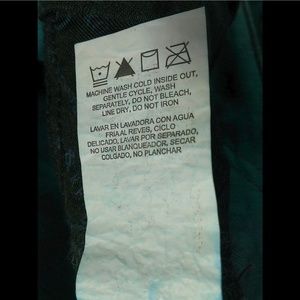 MACHINE WASH COLD INSIDE OUT,
GENTLE CYCLE, WASH
SEPARATELY, DO NOT BLEACH,
LINE DRY, DO NOT IRON
LAVAR EN LAVADORA CON AGUA
FRIA AL REVES, CICLO
DELICADO, LAVAR POR SEPARADO,
NO USAR BLANQUEADOR, SECAR
COLGADO, NO PLANCHAR